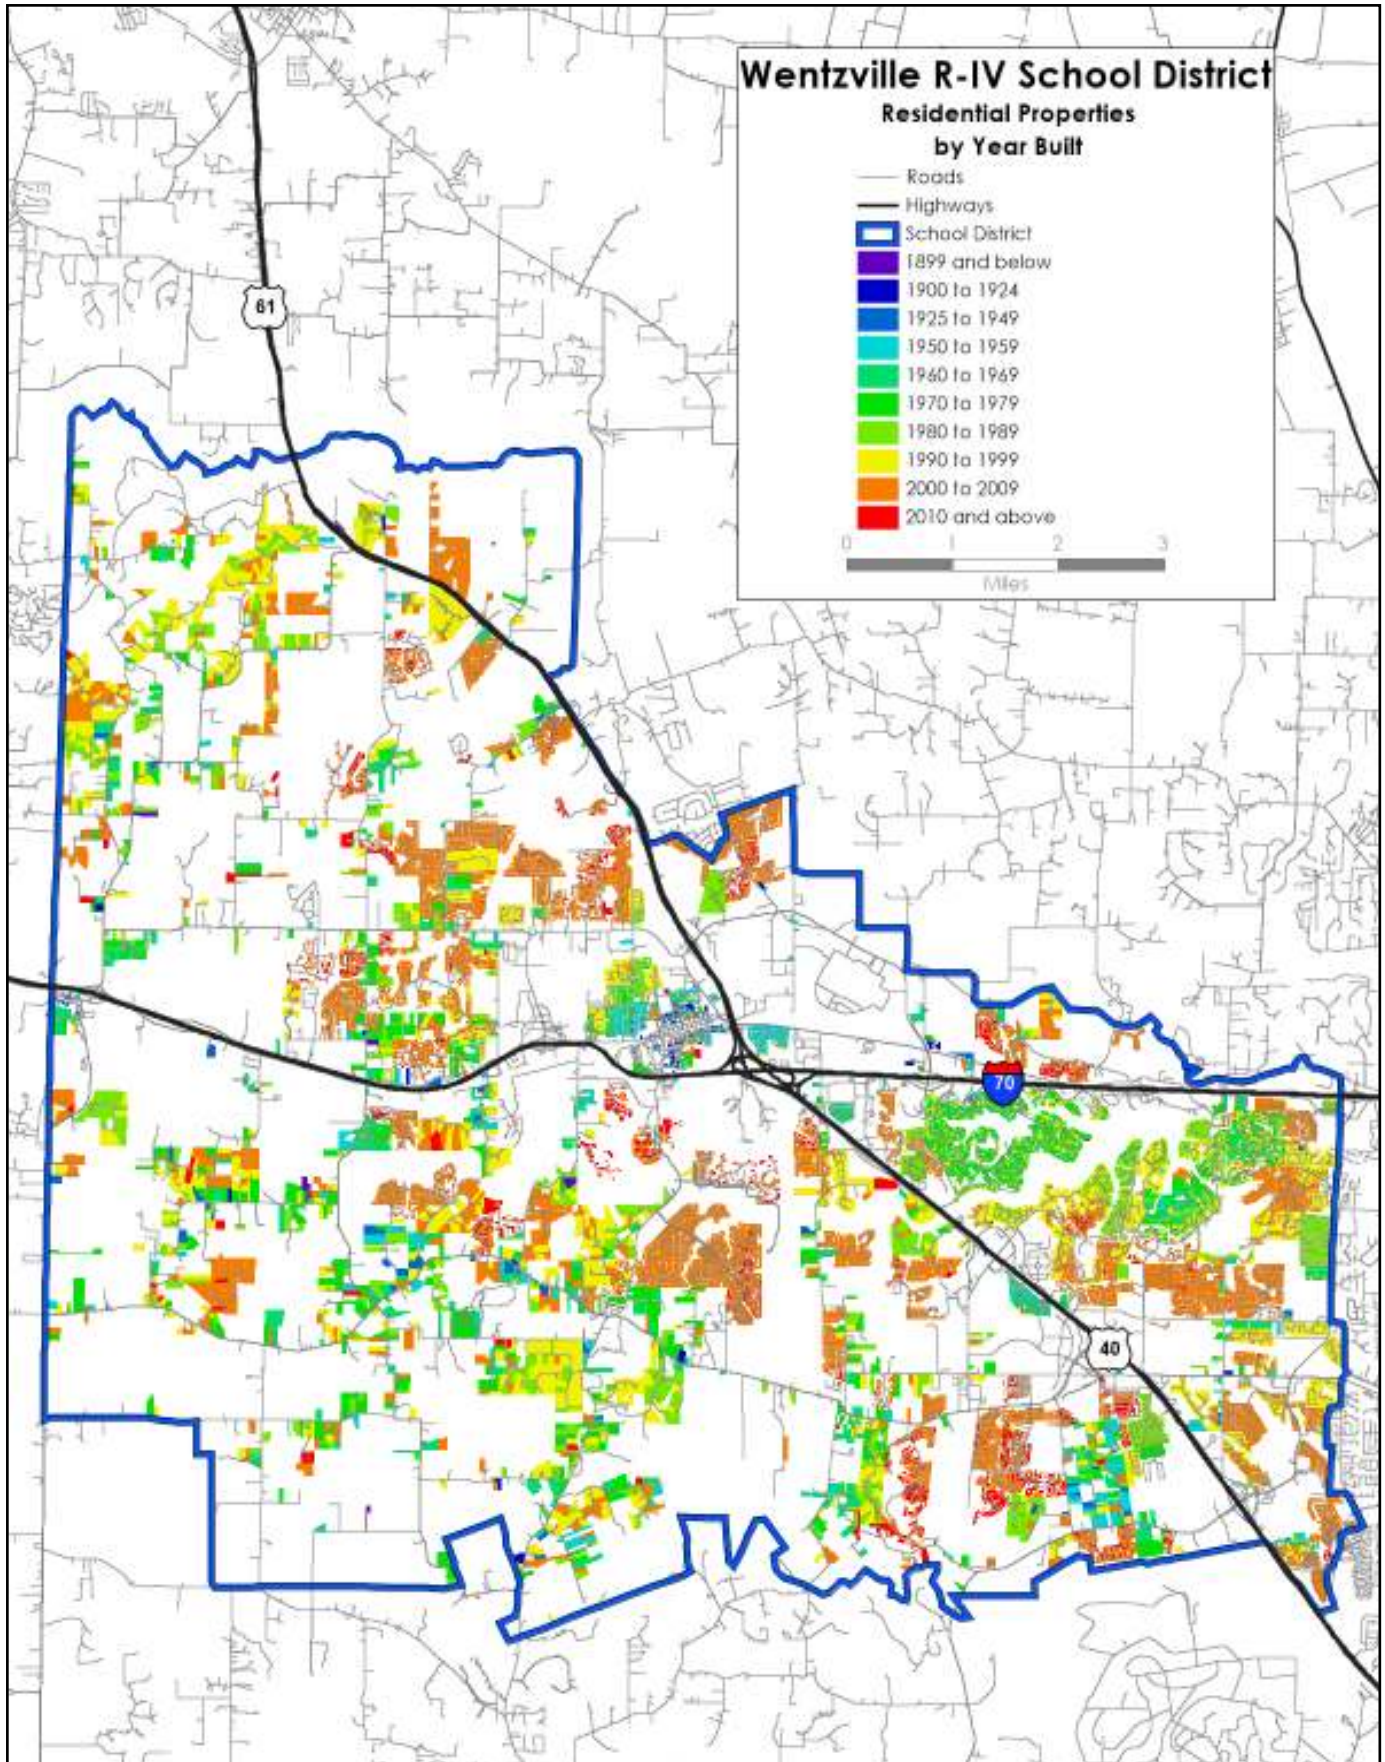 Wentzville R-IV School District
Residential Properties
by Year Built
Roads
Highways
School District
1899 and below
1900 to 1924
1925 to 1949
1950 to 1959
1960 to 1969
1970 to 1979
1980 to 1989
1990 to 1999
2000 to 2009
2010 and above
0 1 2 3
Miles
61
70
40